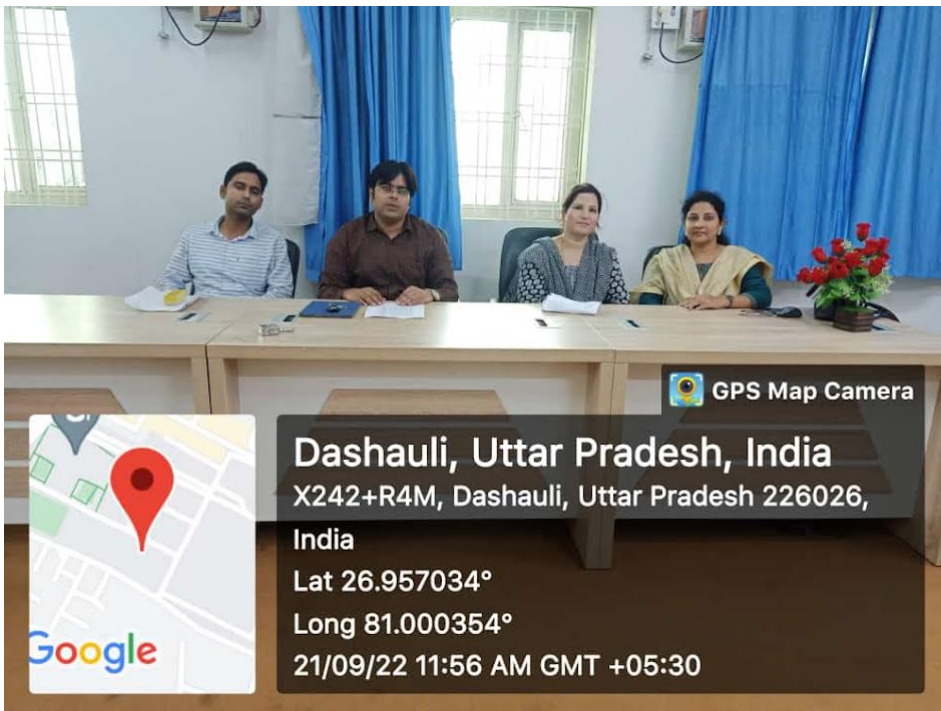 GPS Map Camera
Dashauli, Uttar Pradesh, India
X242+R4M, Dashauli, Uttar Pradesh 226026,
India
Lat 26.957034°
Long 81.000354°
21/09/22 11:56 AM GMT +05:30
Google